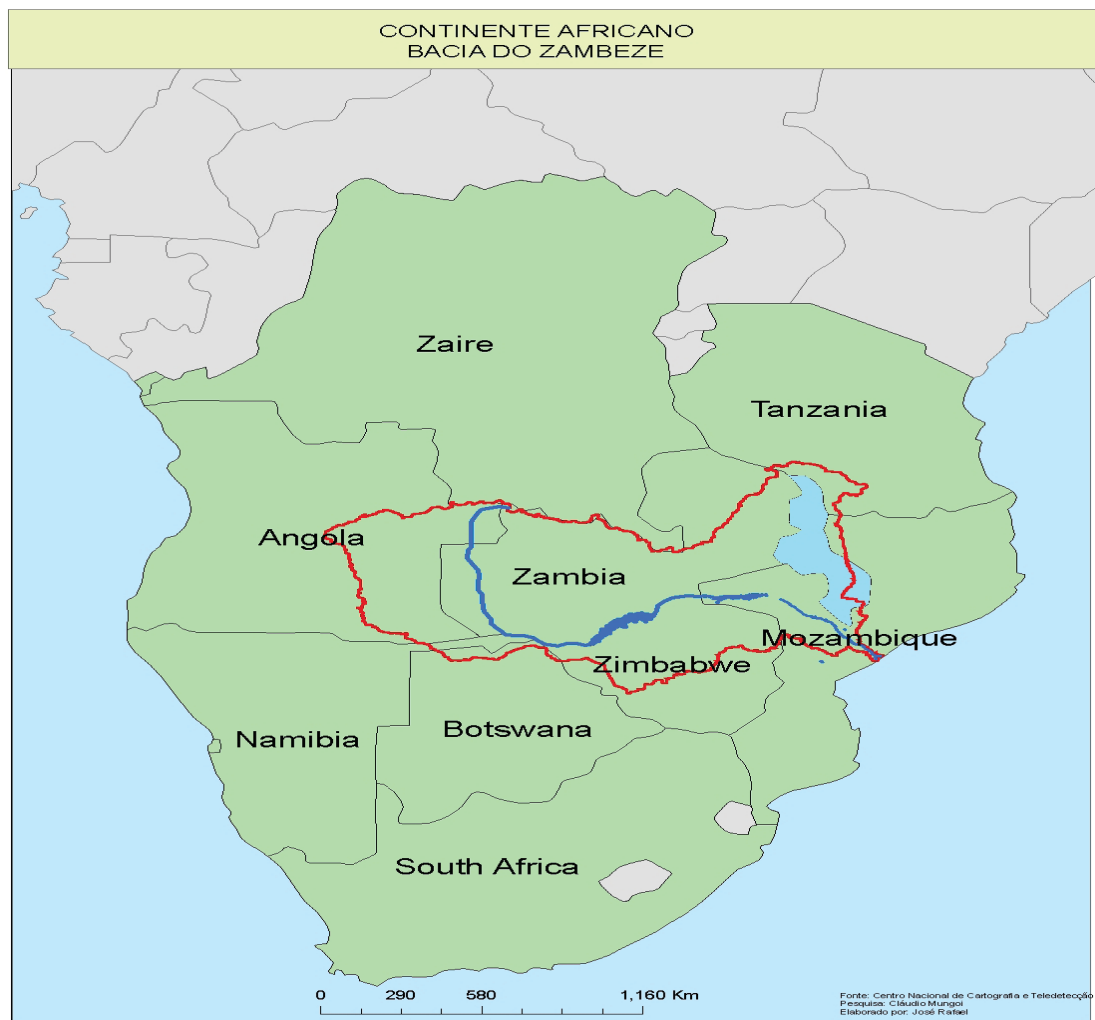 CONTINENTE AFRICANO
BACIA DO ZAMBEZE
Zaire
Tanzania
Angola
Zambia
Mozambique
Zimbabwe
Botswana
Namibia
South Africa
0 290 580 1,160 Km
Fonte: Centro Nacional de Cartografia e Teledetecção
Pesquisa: Cláudio Mungoi
Elaborado por: José Rafael